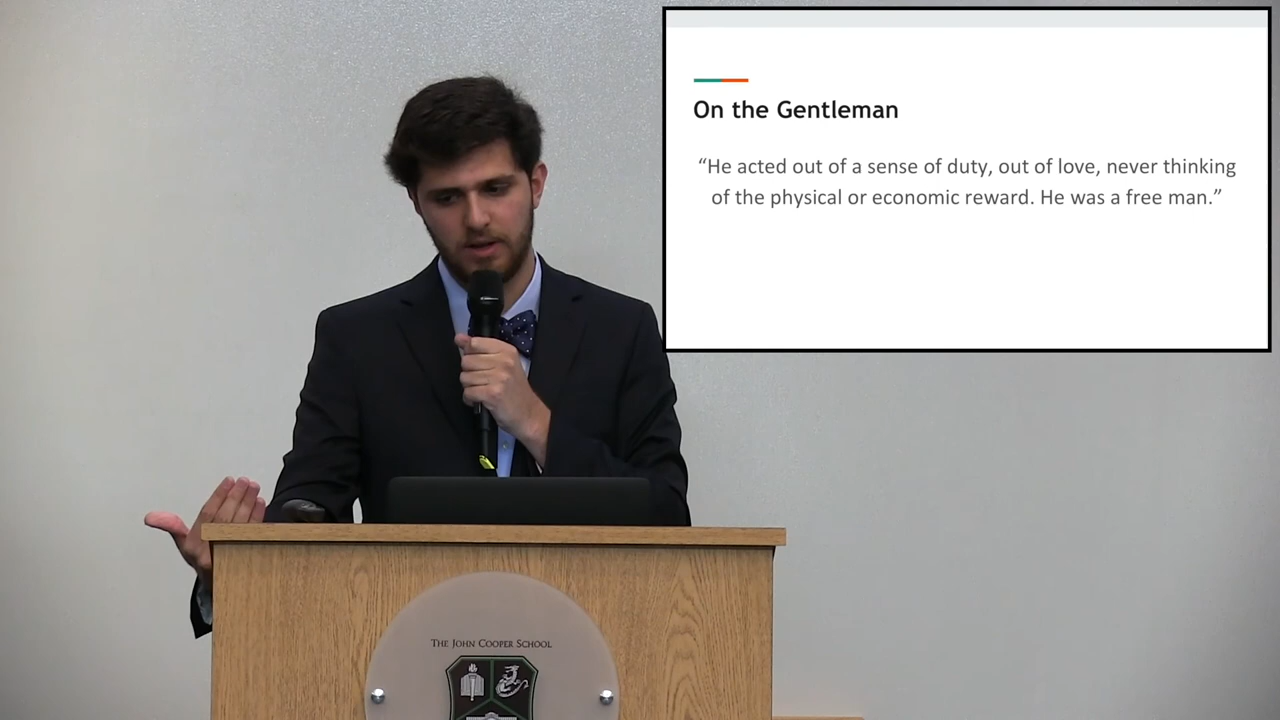 On the Gentleman
“He acted out of a sense of duty, out of love, never thinking
of the physical or economic reward. He was a free man.”
THE JOHN COOPER SCHOOL